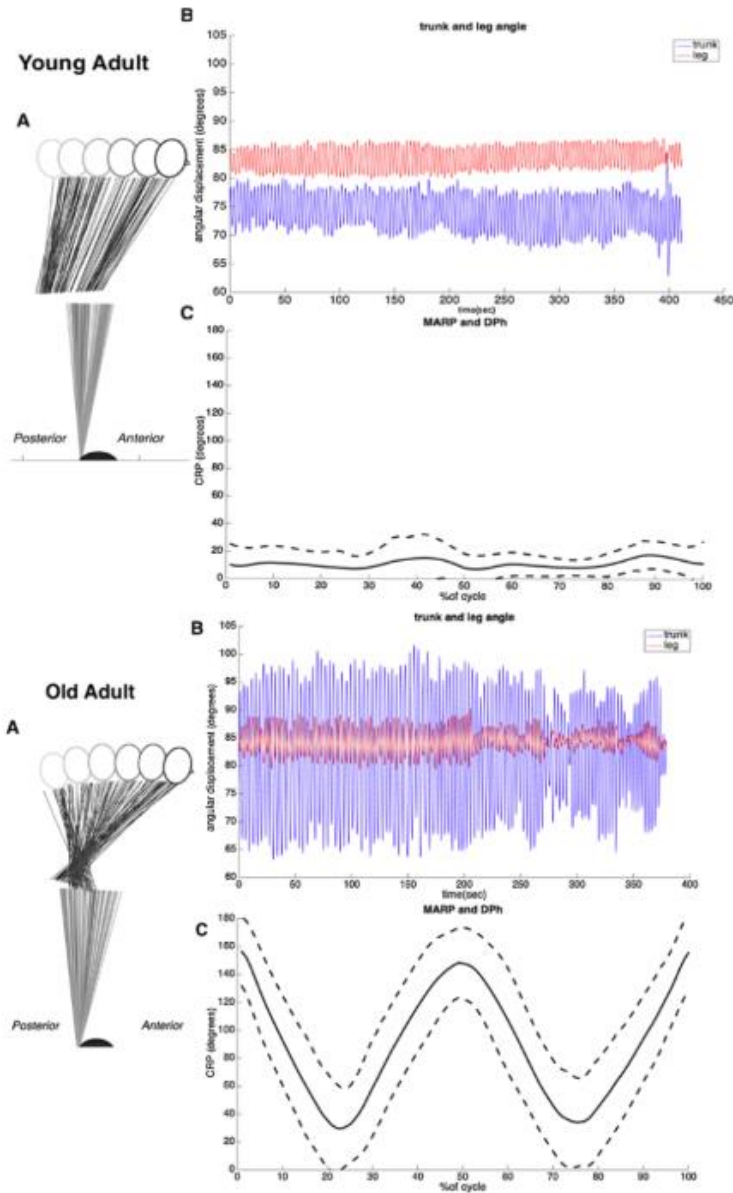 Young Adult
A
Posterior
Anterior
B
trunk and leg angle
trunk
leg
angular displacement (degrees)
105
100
95
90
85
80
75
70
65
60
0 50 100 150 200 250 300 350 400 450
time(sec)
C
MARP and DPh
CRP (degrees)
180
160
140
120
100
80
60
40
20
0
0 10 20 30 40 50 60 70 80 90 100
%of cycle
Old Adult
A
Posterior
Anterior
B
trunk and leg angle
trunk
leg
angular displacement (degrees)
105
100
95
90
85
80
75
70
65
60
0 50 100 150 200 250 300 350 400
time(sec)
C
MARP and DPh
CRP (degrees)
180
160
140
120
100
80
60
40
20
0
0 10 20 30 40 50 60 70 80 90 100
%of cycle